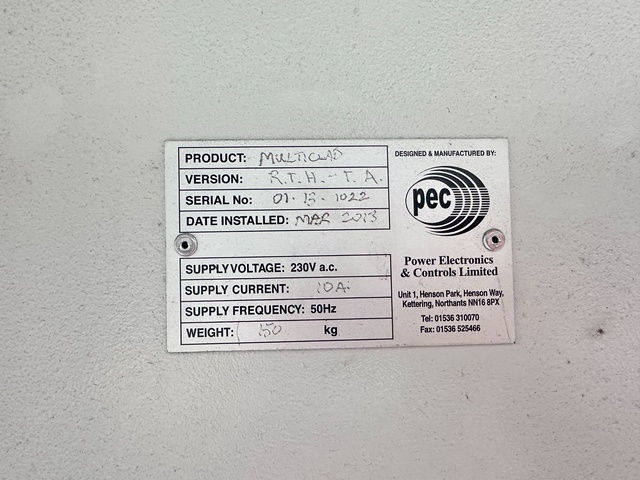 PRODUCT: MULTICLAD
VERSION: R.T.H.-T.A.
SERIAL No: 01.13.1022
DATE INSTALLED: MAR 2013
SUPPLY VOLTAGE: 230V a.c.
SUPPLY CURRENT: 10A.
SUPPLY FREQUENCY: 50Hz
WEIGHT: 150 kg
DESIGNED & MANUFACTURED BY:
pec
Power Electronics
& Controls Limited
Unit 1, Henson Park, Henson Way,
Kettering, Northants NN16 8PX
Tel: 01536 310070
Fax: 01536 525466